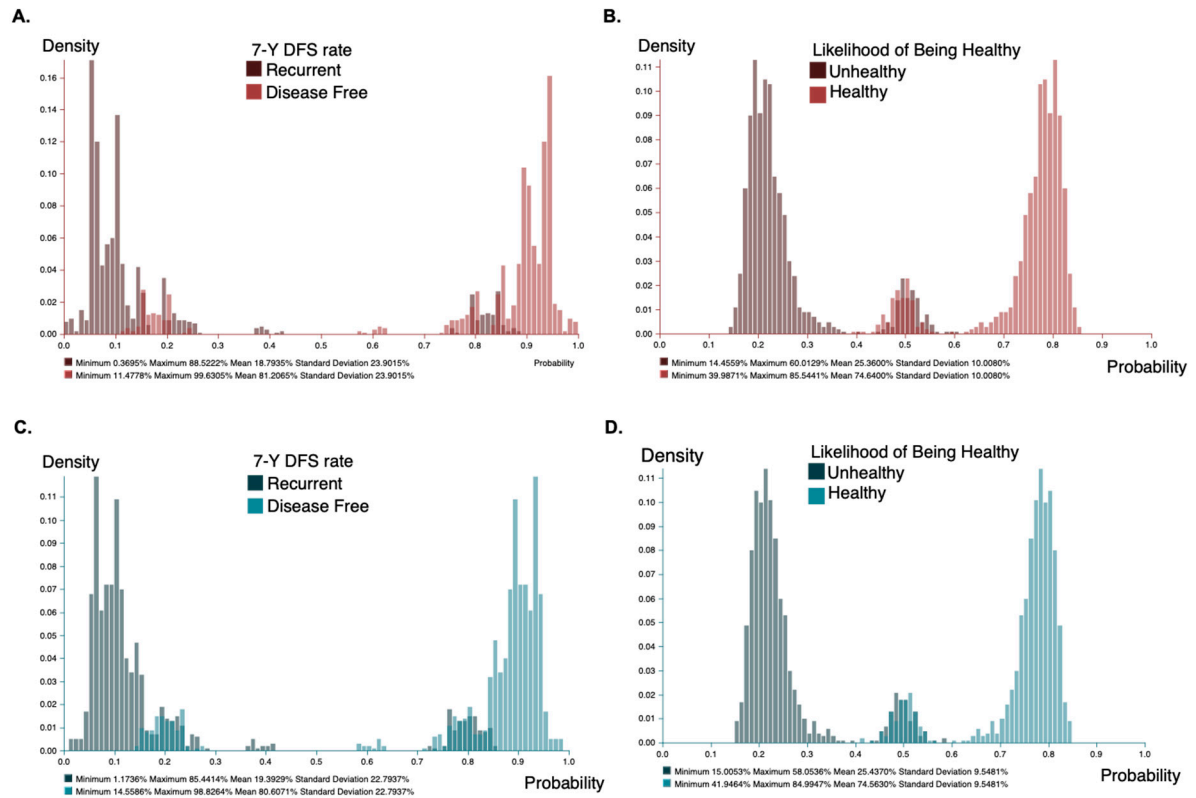 A.
Density
7-Y DFS rate
Recurrent
Disease Free
0.16
0.14
0.12
0.10
0.08
0.06
0.04
0.02
0.00
0.0 0.1 0.2 0.3 0.4 0.5 0.6 0.7 0.8 0.9 1.0
Probability
Minimum 0.3695% Maximum 88.5222% Mean 18.7935% Standard Deviation 23.9015%
Minimum 11.4778% Maximum 99.6305% Mean 81.2065% Standard Deviation 23.9015%
B.
Density
Likelihood of Being Healthy
Unhealthy
Healthy
0.11
0.10
0.09
0.08
0.07
0.06
0.05
0.04
0.03
0.02
0.01
0.00
0.0 0.1 0.2 0.3 0.4 0.5 0.6 0.7 0.8 0.9 1.0
Minimum 14.4559% Maximum 60.0129% Mean 25.3600% Standard Deviation 10.0080%
Minimum 39.9871% Maximum 85.5441% Mean 74.6400% Standard Deviation 10.0080%
Probability
C.
Density
7-Y DFS rate
Recurrent
Disease Free
0.11
0.10
0.09
0.08
0.07
0.06
0.05
0.04
0.03
0.02
0.01
0.00
0.0 0.1 0.2 0.3 0.4 0.5 0.6 0.7 0.8 0.9 1.0
Minimum 1.1736% Maximum 85.4414% Mean 19.3929% Standard Deviation 22.7937%
Minimum 14.5586% Maximum 98.8264% Mean 80.6071% Standard Deviation 22.7937%
Probability
D.
Density
Likelihood of Being Healthy
Unhealthy
Healthy
0.11
0.10
0.09
0.08
0.07
0.06
0.05
0.04
0.03
0.02
0.01
0.00
0.0 0.1 0.2 0.3 0.4 0.5 0.6 0.7 0.8 0.9 1.0
Minimum 15.0053% Maximum 58.0536% Mean 25.4370% Standard Deviation 9.5481%
Minimum 41.9464% Maximum 84.9947% Mean 74.5630% Standard Deviation 9.5481%
Probability